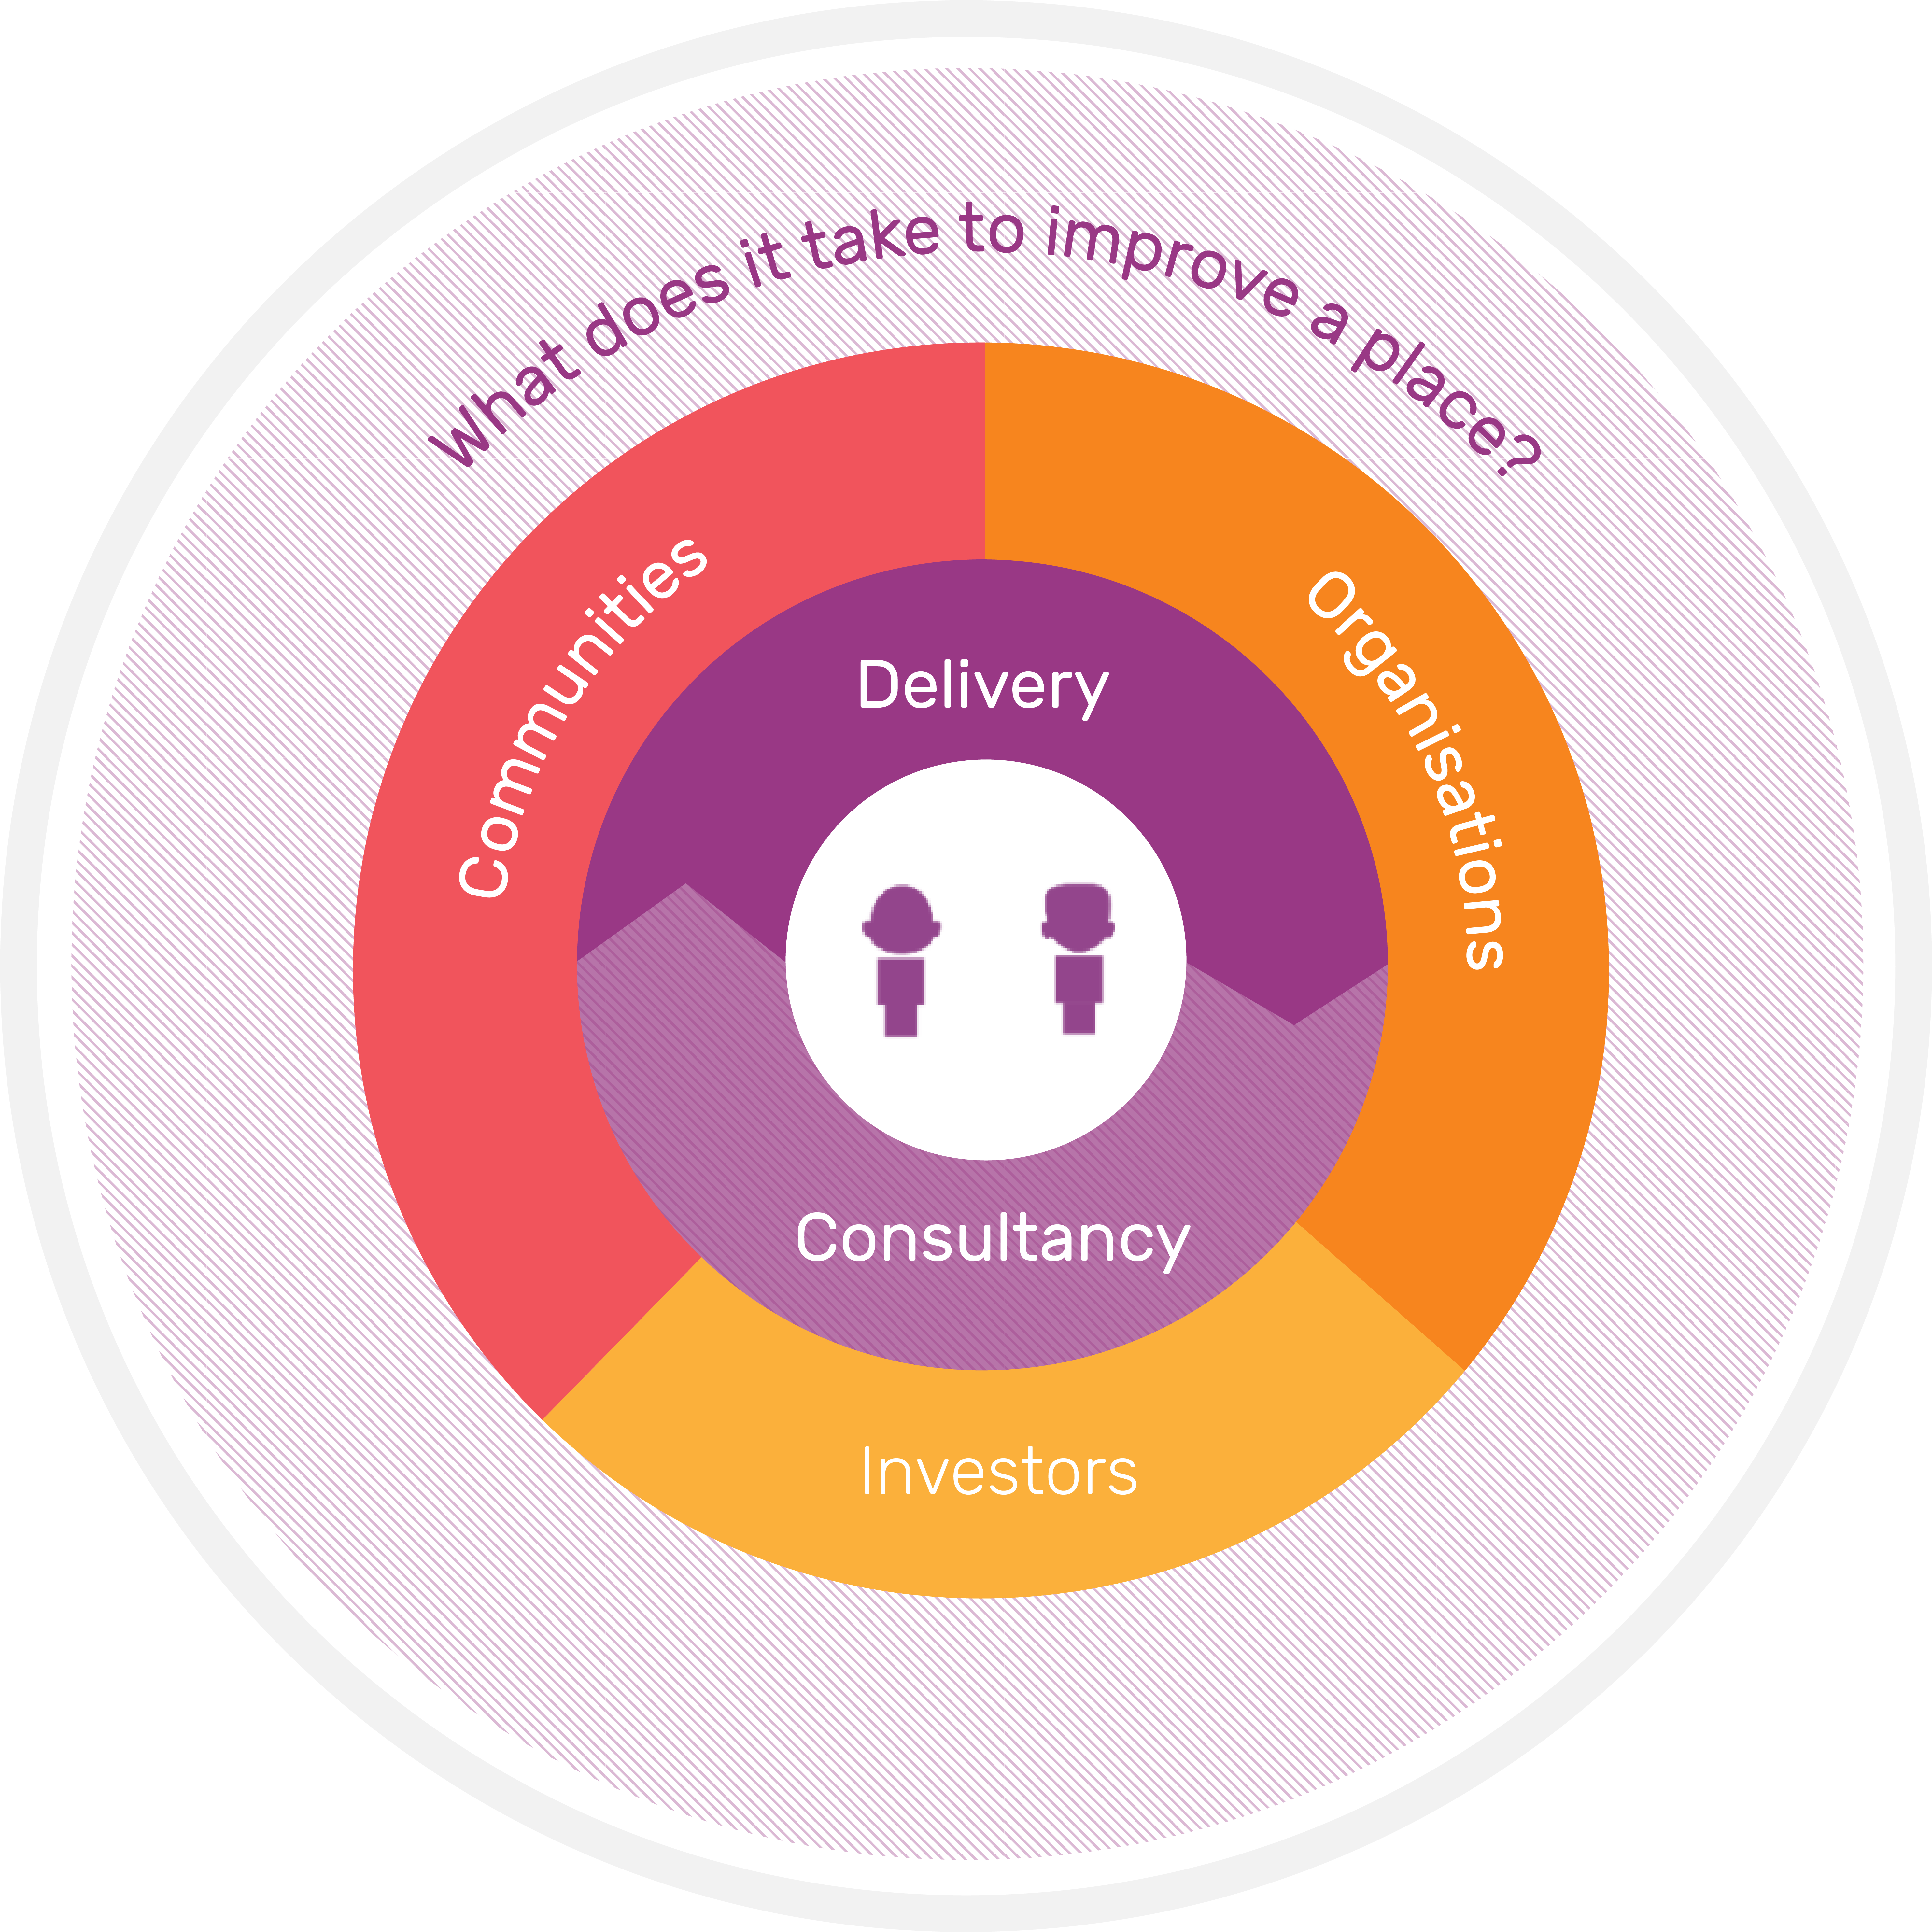 What does it take to improve a place?
Communities
Organisations
Delivery
Consultancy
Investors